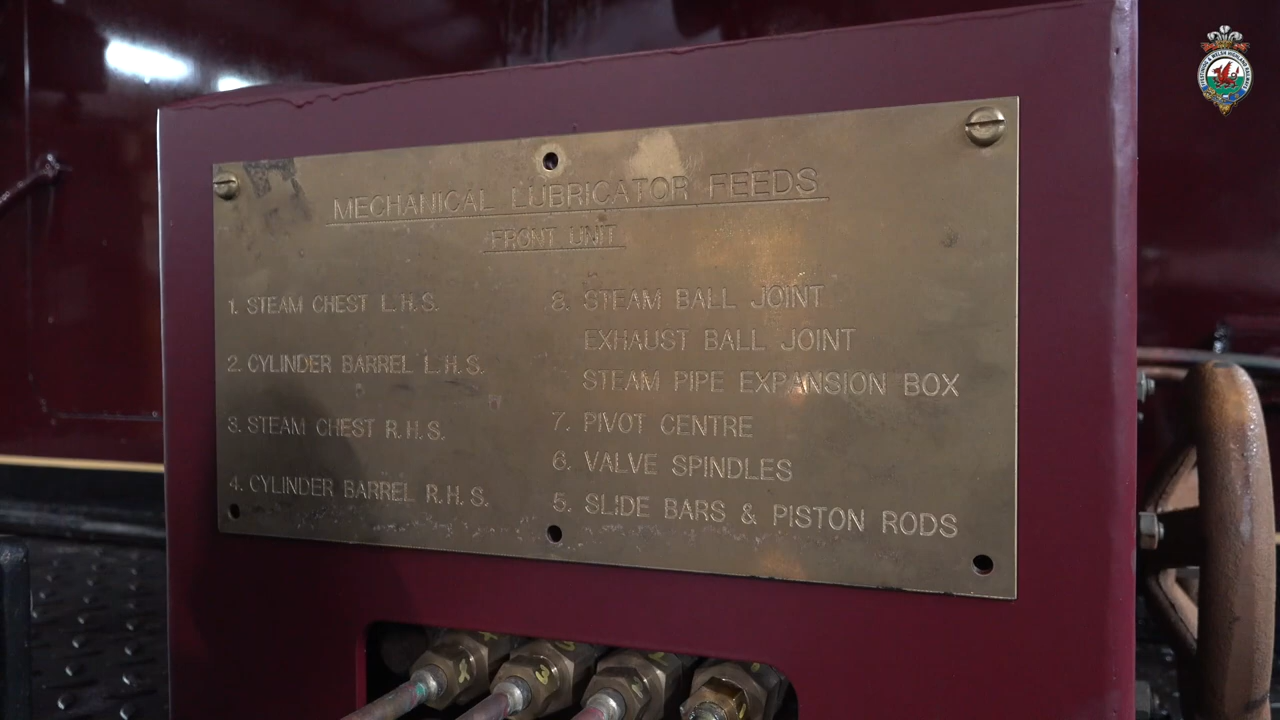 MECHANICAL LUBRICATOR FEEDS
FRONT UNIT
1. STEAM CHEST L.H.S.
2. CYLINDER BARREL L.H.S.
3. STEAM CHEST R.H.S.
4. CYLINDER BARREL R.H.S.
8. STEAM BALL JOINT
EXHAUST BALL JOINT
STEAM PIPE EXPANSION BOX
7. PIVOT CENTRE
6. VALVE SPINDLES
5. SLIDE BARS & PISTON RODS